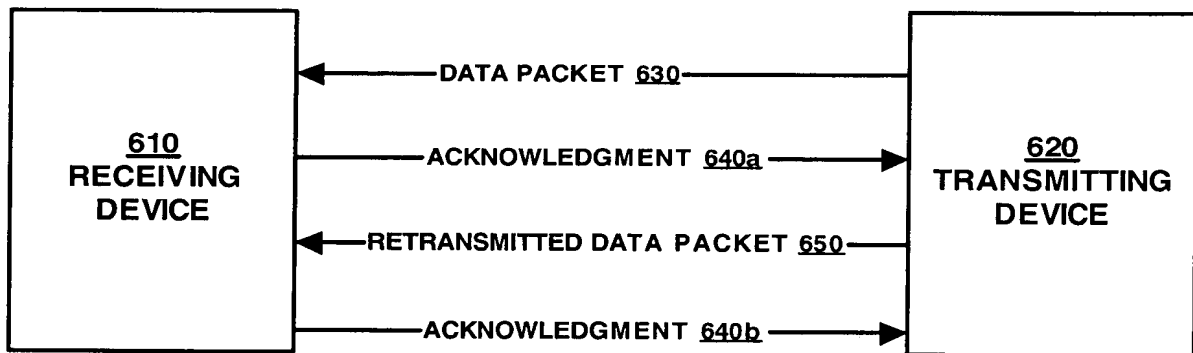 610
RECEIVING
DEVICE
DATA PACKET 630
ACKNOWLEDGMENT 640a
RETRANSMITTED DATA PACKET 650
ACKNOWLEDGMENT 640b
620
TRANSMITTING
DEVICE